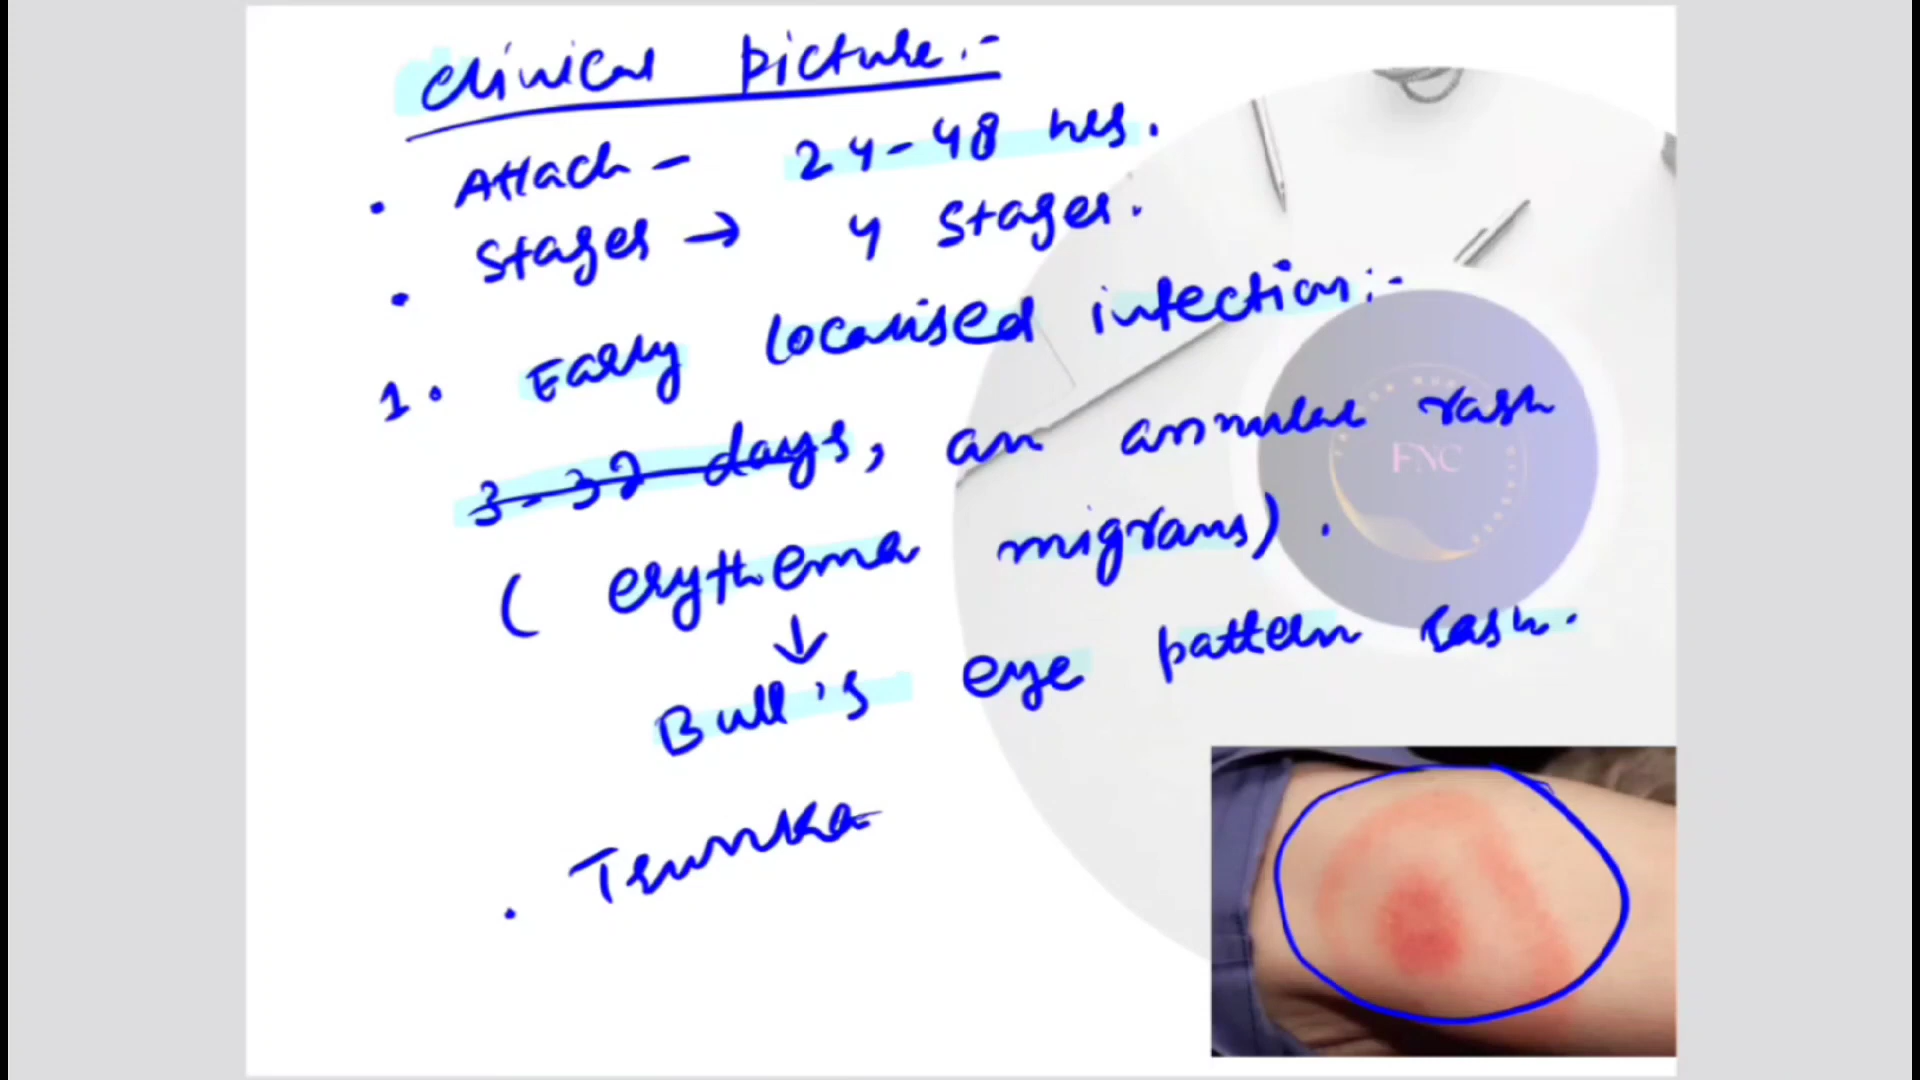 Clinical picture :-
• Attach - 24-48 hrs.
• Stages → 4 stages.
1. Early localised infection :-
3-32 days, an annular rash
( erythema migrans).
↓
Bull's eye pattern rash.
•
FNC